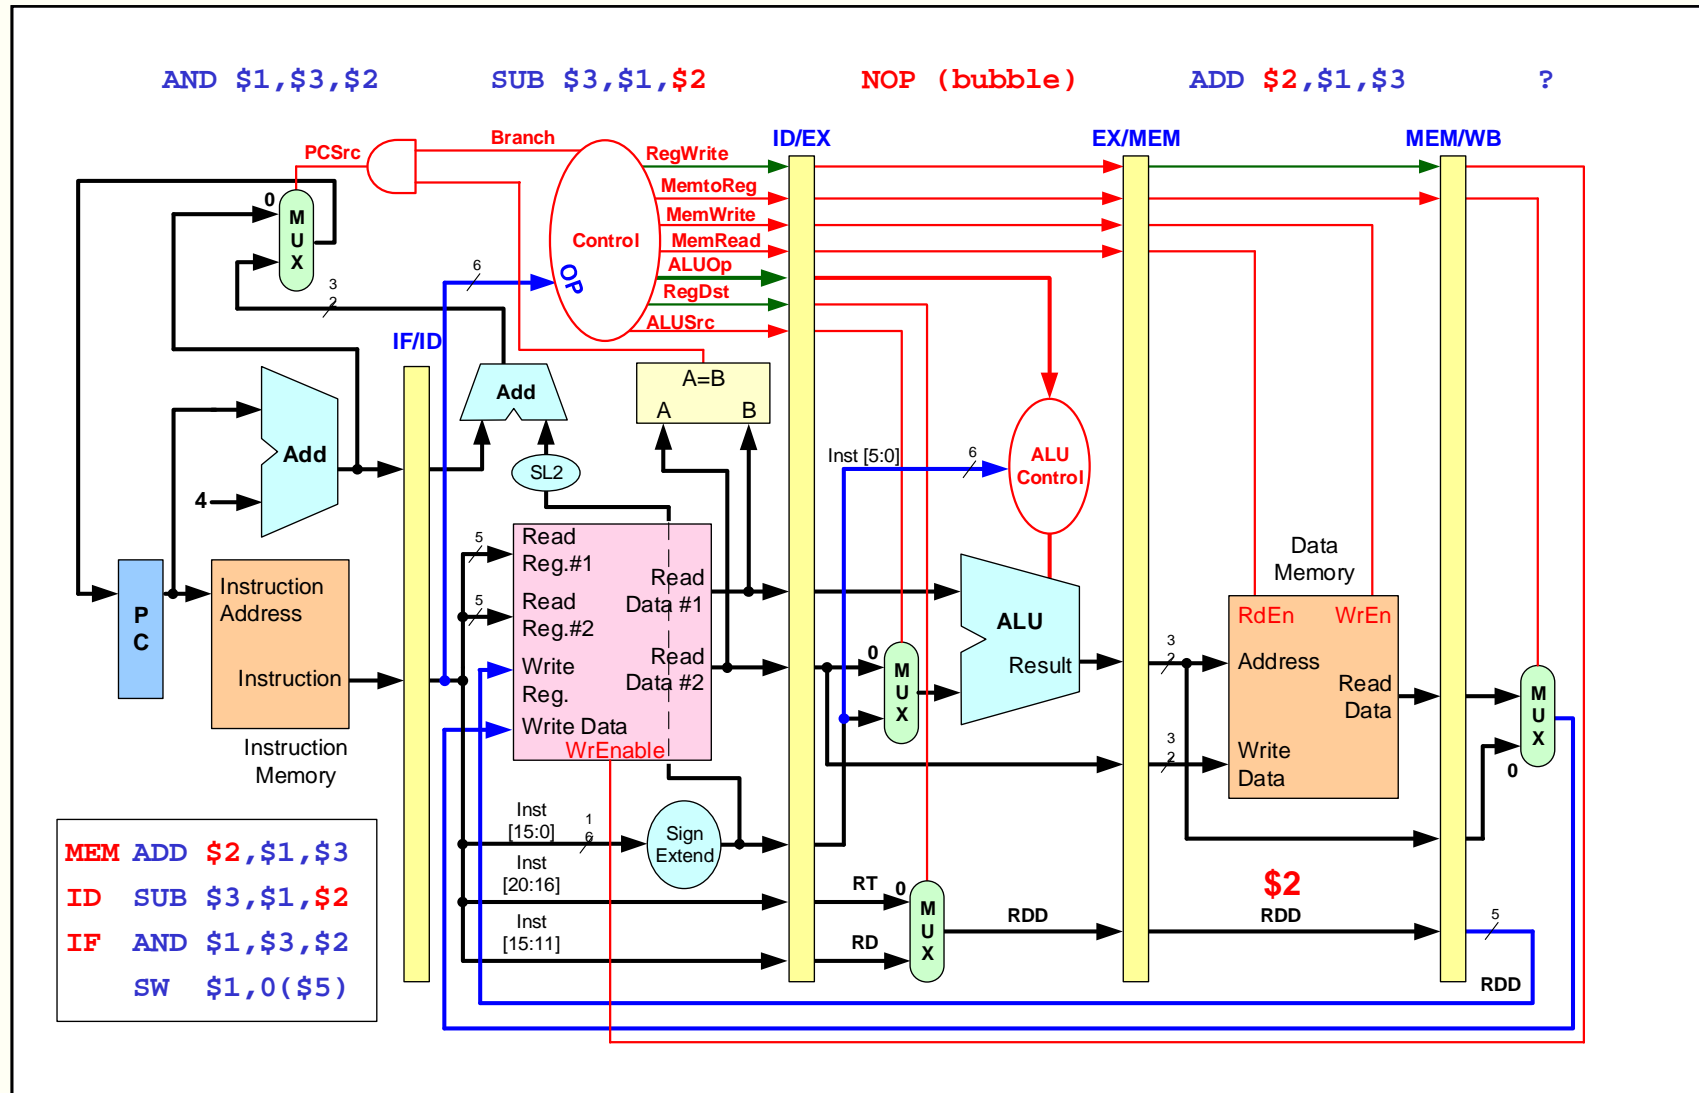 AND $1,$3,$2
SUB $3,$1,$2
NOP (bubble)
ADD $2,$1,$3
?
ID/EX
EX/MEM
MEM/WB
Branch
PCSrc
RegWrite
MemtoReg
MemWrite
MemRead
ALUOp
RegDst
ALUSrc
Control
OP
0
M
U
X
6
3
2
IF/ID
Add
A=B
A
B
Add
SL2
4
Inst [5:0]
6
ALU
Control
P
C
Instruction
Address
Instruction
Instruction
Memory
5
Read
Reg.#1
5
Read
Reg.#2
Write
Reg.
Write Data
WrEnable
Read
Data #1
Read
Data #2
0
M
U
X
ALU
Result
3
2
3
2
Data
Memory
RdEn
WrEn
Address
Read
Data
Write
Data
M
U
X
0
Inst
[15:0]
1
6
Sign
Extend
Inst
[20:16]
Inst
[15:11]
RT
0
RD
M
U
X
RDD
$2
RDD
5
RDD
MEM ADD $2,$1,$3
ID SUB $3,$1,$2
IF AND $1,$3,$2
SW $1,0($5)